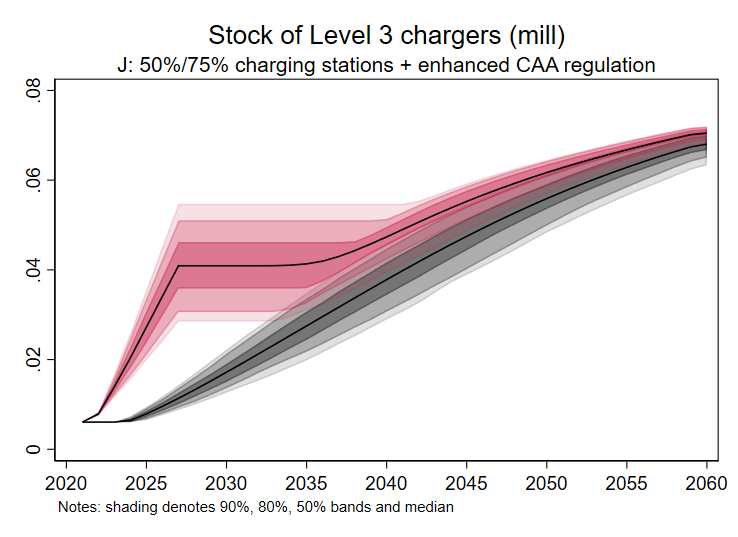 Stock of Level 3 chargers (mill)
J: 50%/75% charging stations + enhanced CAA regulation
.08
.06
.04
.02
0
2020 2025 2030 2035 2040 2045 2050 2055 2060
Notes: shading denotes 90%, 80%, 50% bands and median